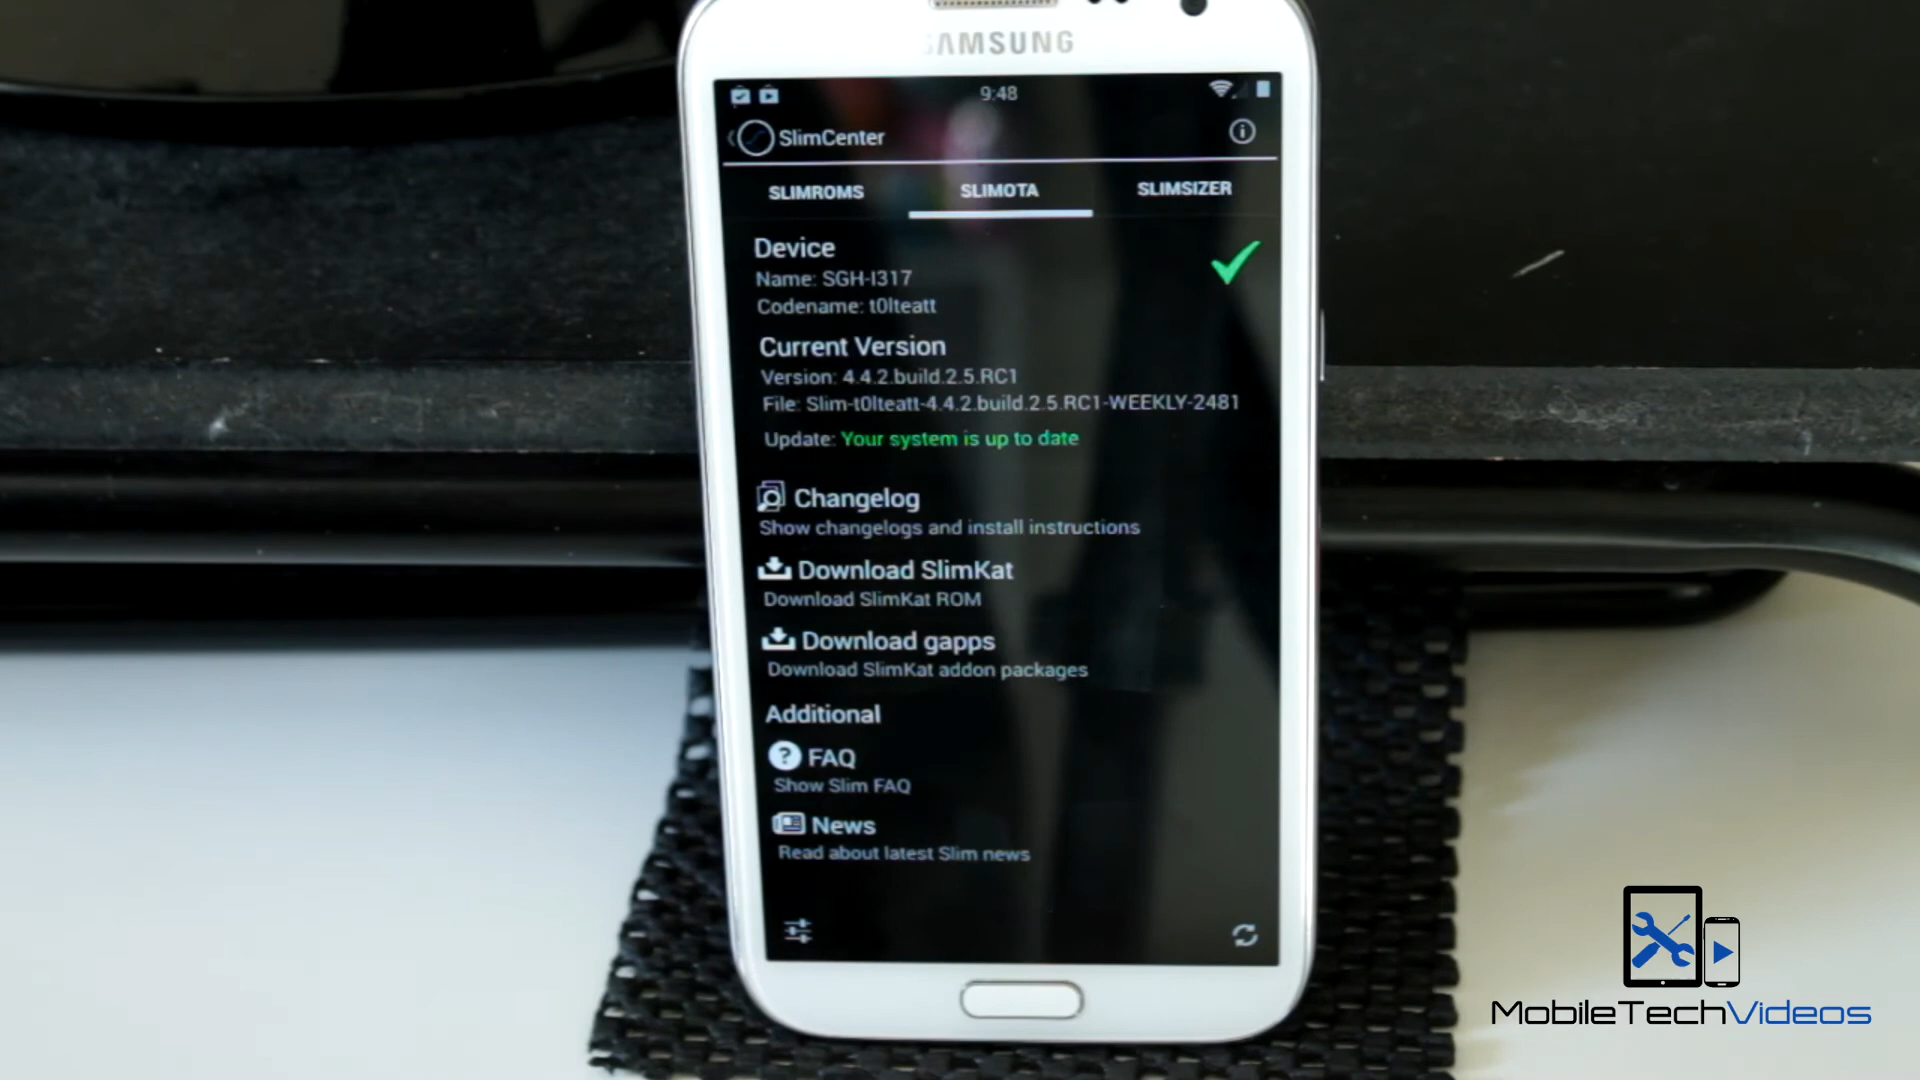 SAMSUNG
9:48
SlimCenter
SLIMROMS SLIMOTA SLIMSIZER
Device
Name: SGH-I317
Codename: t0lteatt
Current Version
Version: 4.4.2.build.2.5.RC1
File: Slim-t0lteatt-4.4.2.build.2.5.RC1-WEEKLY-2481
Update: Your system is up to date
Changelog
Show changelogs and install instructions
Download SlimKat
Download SlimKat ROM
Download gapps
Download SlimKat addon packages
Additional
? FAQ
Show Slim FAQ
News
Read about latest Slim news
MobileTechVideos